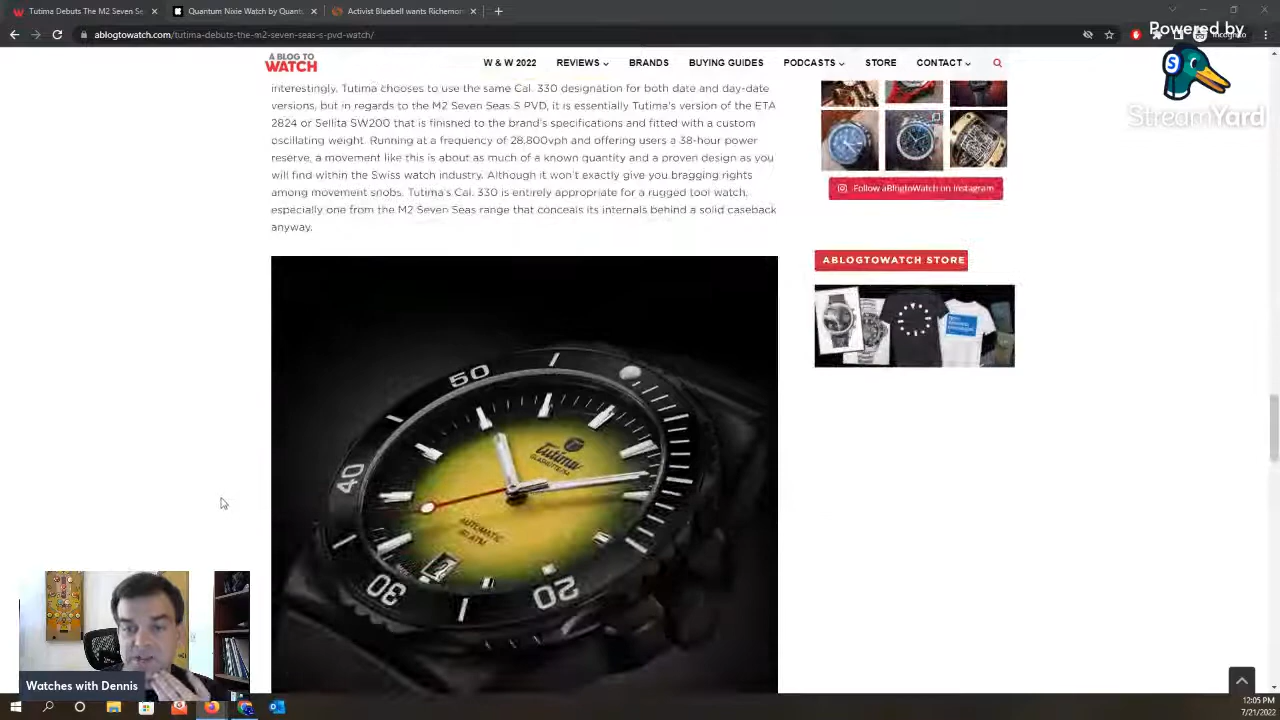 Tutima Debuts The M2 Seven Se
Quantum Nixie Watch by Quant
Activist Bluebell wants Richemon
ablogtowatch.com/tutima-debuts-the-m2-seven-seas-s-pvd-watch/
Incognito
Powered by
StreamYard
A BLOG TO
WATCH
W & W 2022 REVIEWS BRANDS BUYING GUIDES PODCASTS STORE CONTACT
interestingly, Tutima chooses to use the same Cal. 330 designation for both date and day-date
versions, but in regards to the M2 Seven Seas S PVD, it is essentially Tutima's version of the ETA
2824 or Sellita SW200 that is finished to the brand's specifications and fitted with a custom
oscillating weight. Running at a frequency of 28,800vph and offering users a 38-hour power
reserve, a movement like this is about as much of a known quantity and a proven design as you
will find within the Swiss watch industry. Although it won't exactly give you bragging rights
among movement snobs, Tutima's Cal. 330 is entirely appropriate for a rugged tool watch,
especially one from the M2 Seven Seas range that conceals its internals behind a solid caseback
anyway.
Follow aBlogtoWatch on Instagram
ABLOGTOWATCH STORE
50
40
30
20
Tutima
GLASHÜTTE/SA
AUTOMATIC
50 ATM
Watches with Dennis
12:05 PM
7/21/2022